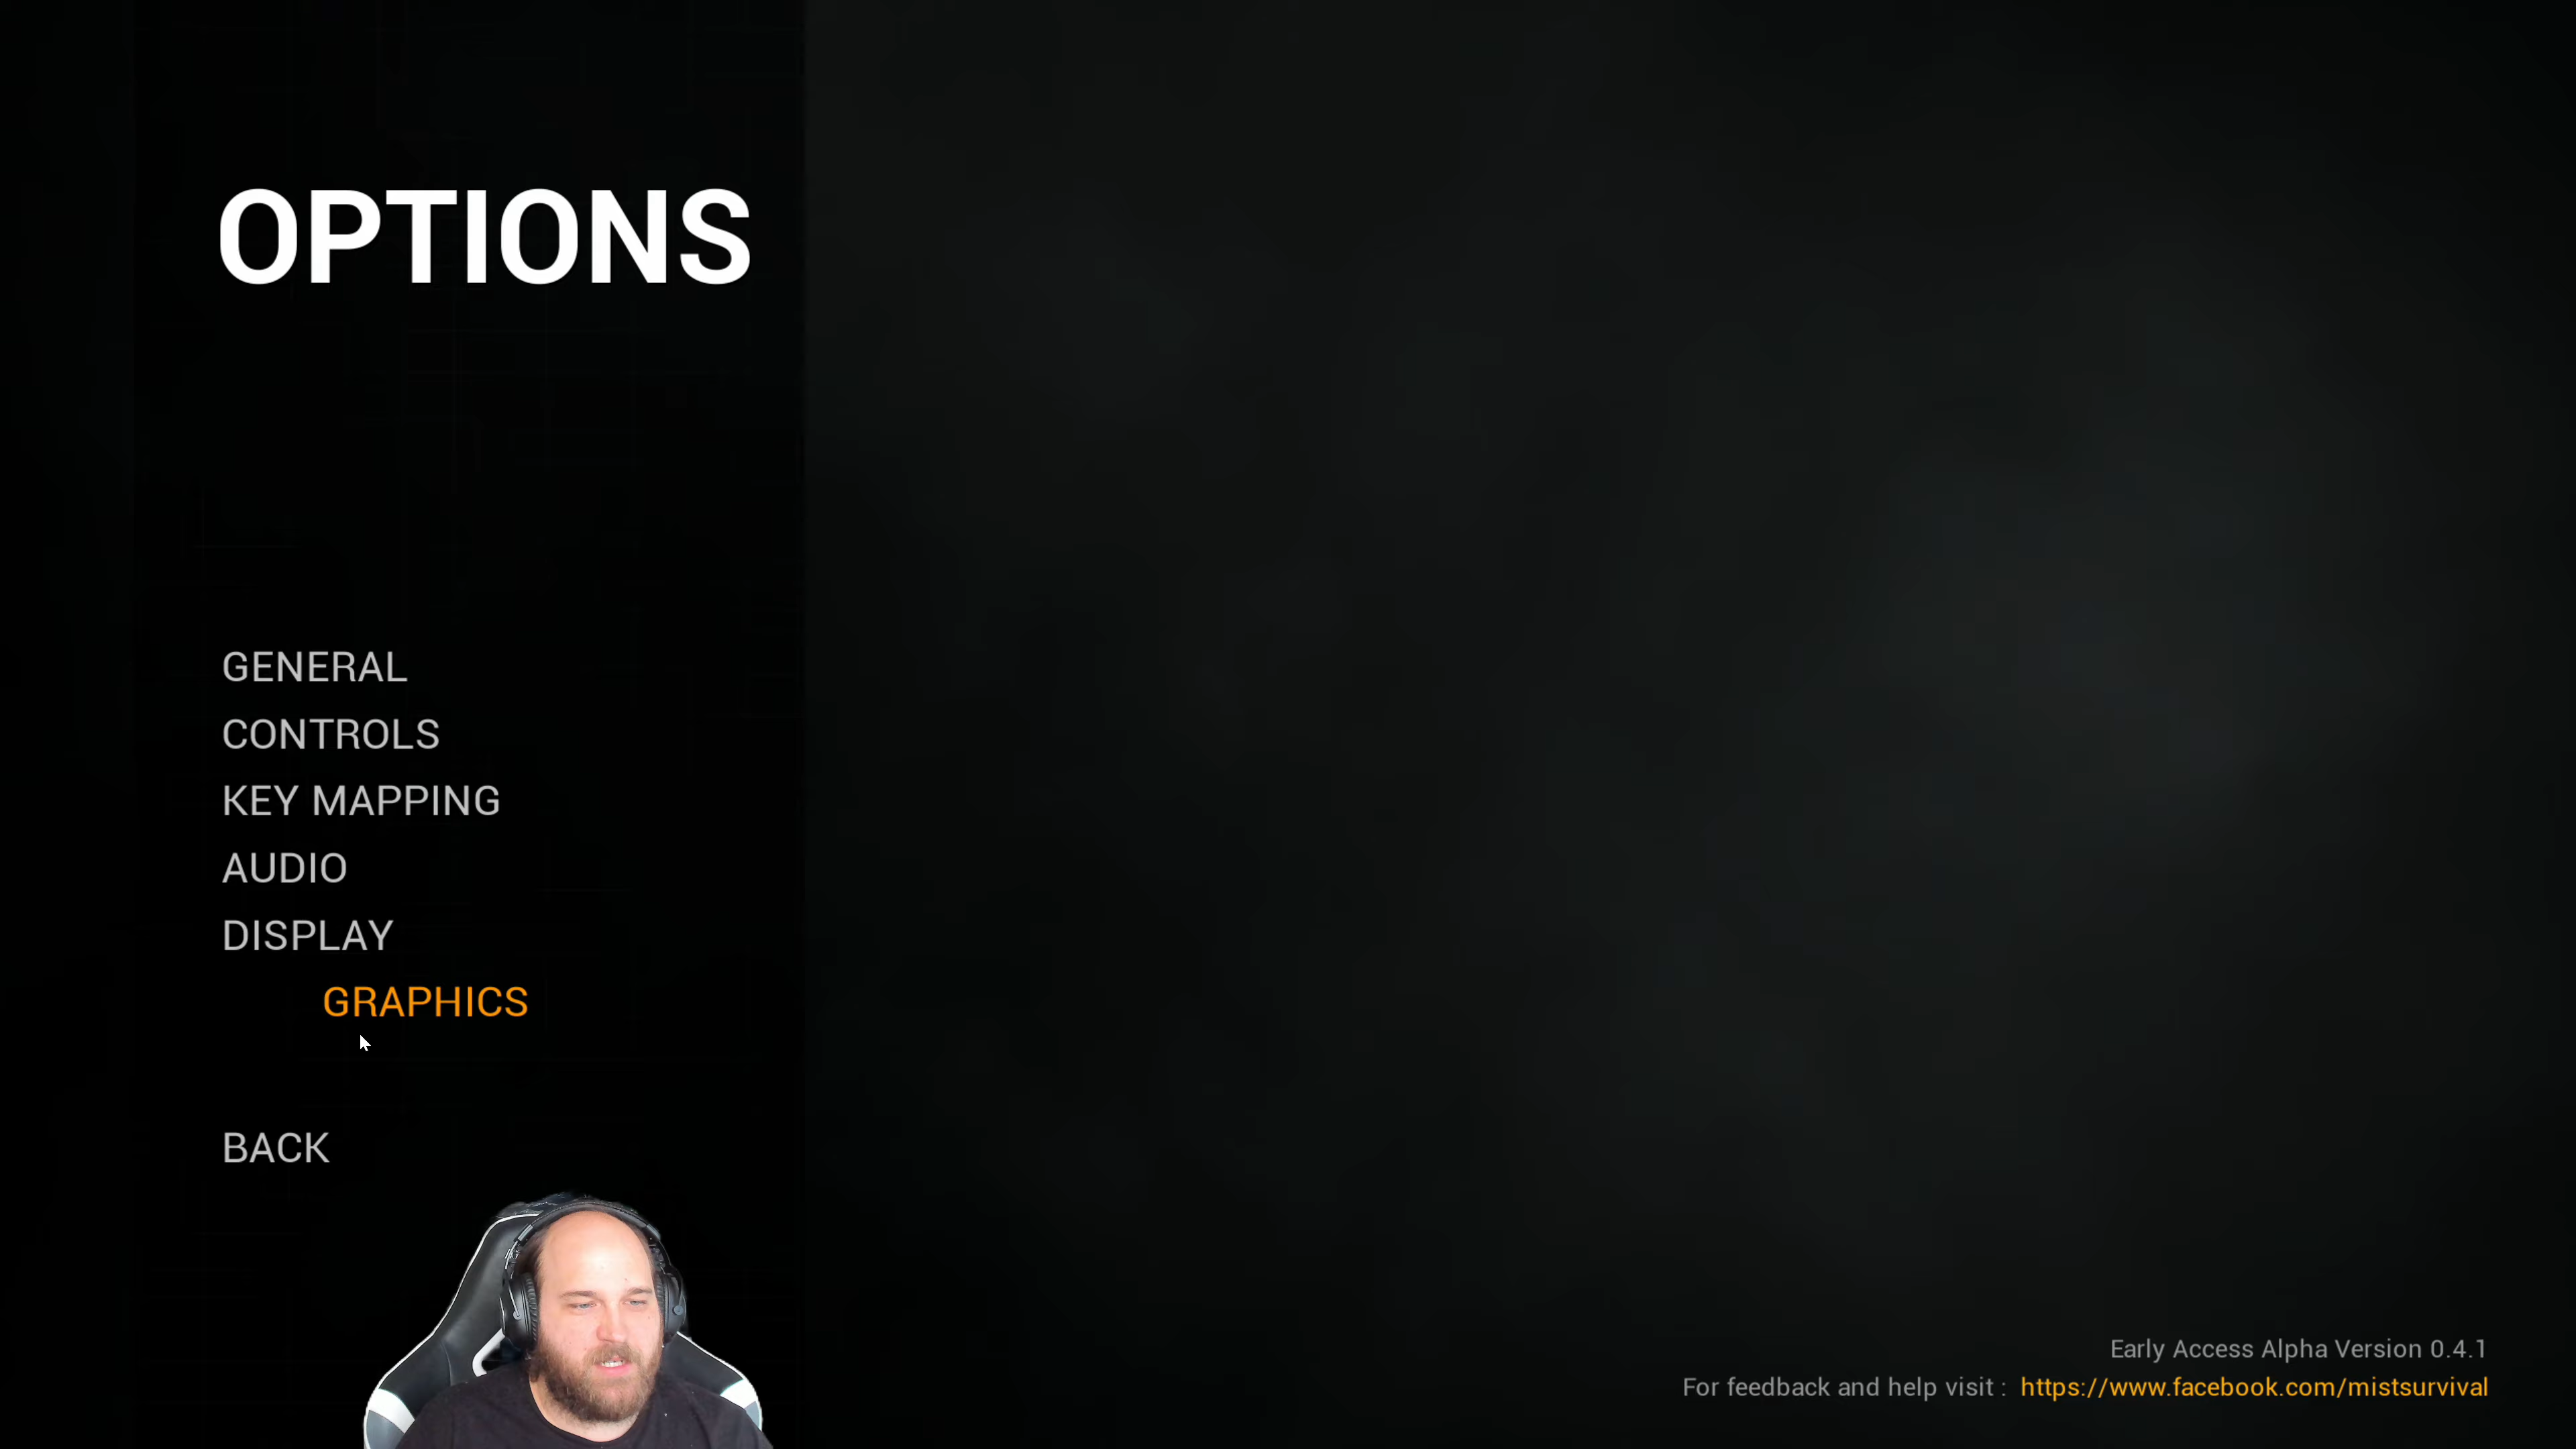 OPTIONS
GENERAL
CONTROLS
KEY MAPPING
AUDIO
DISPLAY
GRAPHICS
BACK
Early Access Alpha Version 0.4.1
For feedback and help visit : https://www.facebook.com/mistsurvival